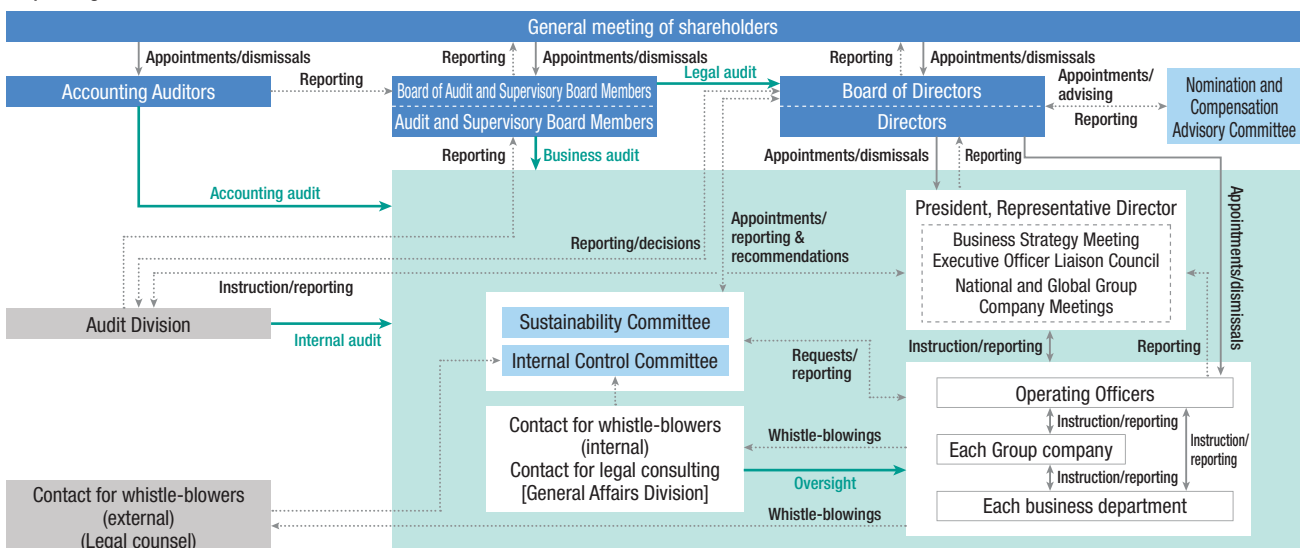 General meeting of shareholders
Appointments/dismissals
Reporting
Appointments/dismissals
Reporting
Appointments/dismissals
Accounting Auditors
Reporting
Board of Audit and Supervisory Board Members
Audit and Supervisory Board Members
Legal audit
Board of Directors
Directors
Appointments/
advising
Reporting
Nomination and
Compensation
Advisory Committee
Reporting
Business audit
Appointments/dismissals
Reporting
Accounting audit
Appointments/dismissals
President, Representative Director
Business Strategy Meeting
Executive Officer Liaison Council
National and Global Group
Company Meetings
Reporting/decisions
Appointments/
reporting &
recommendations
Instruction/reporting
Audit Division
Internal audit
Sustainability Committee
Internal Control Committee
Requests/
reporting
Instruction/reporting
Reporting
Operating Officers
Instruction/reporting
Each Group company
Instruction/reporting
Each business department
Instruction/
reporting
Contact for whistle-blowers
(internal)
Contact for legal consulting
[General Affairs Division]
Whistle-blowings
Oversight
Whistle-blowings
Contact for whistle-blowers
(external)
(Legal counsel)